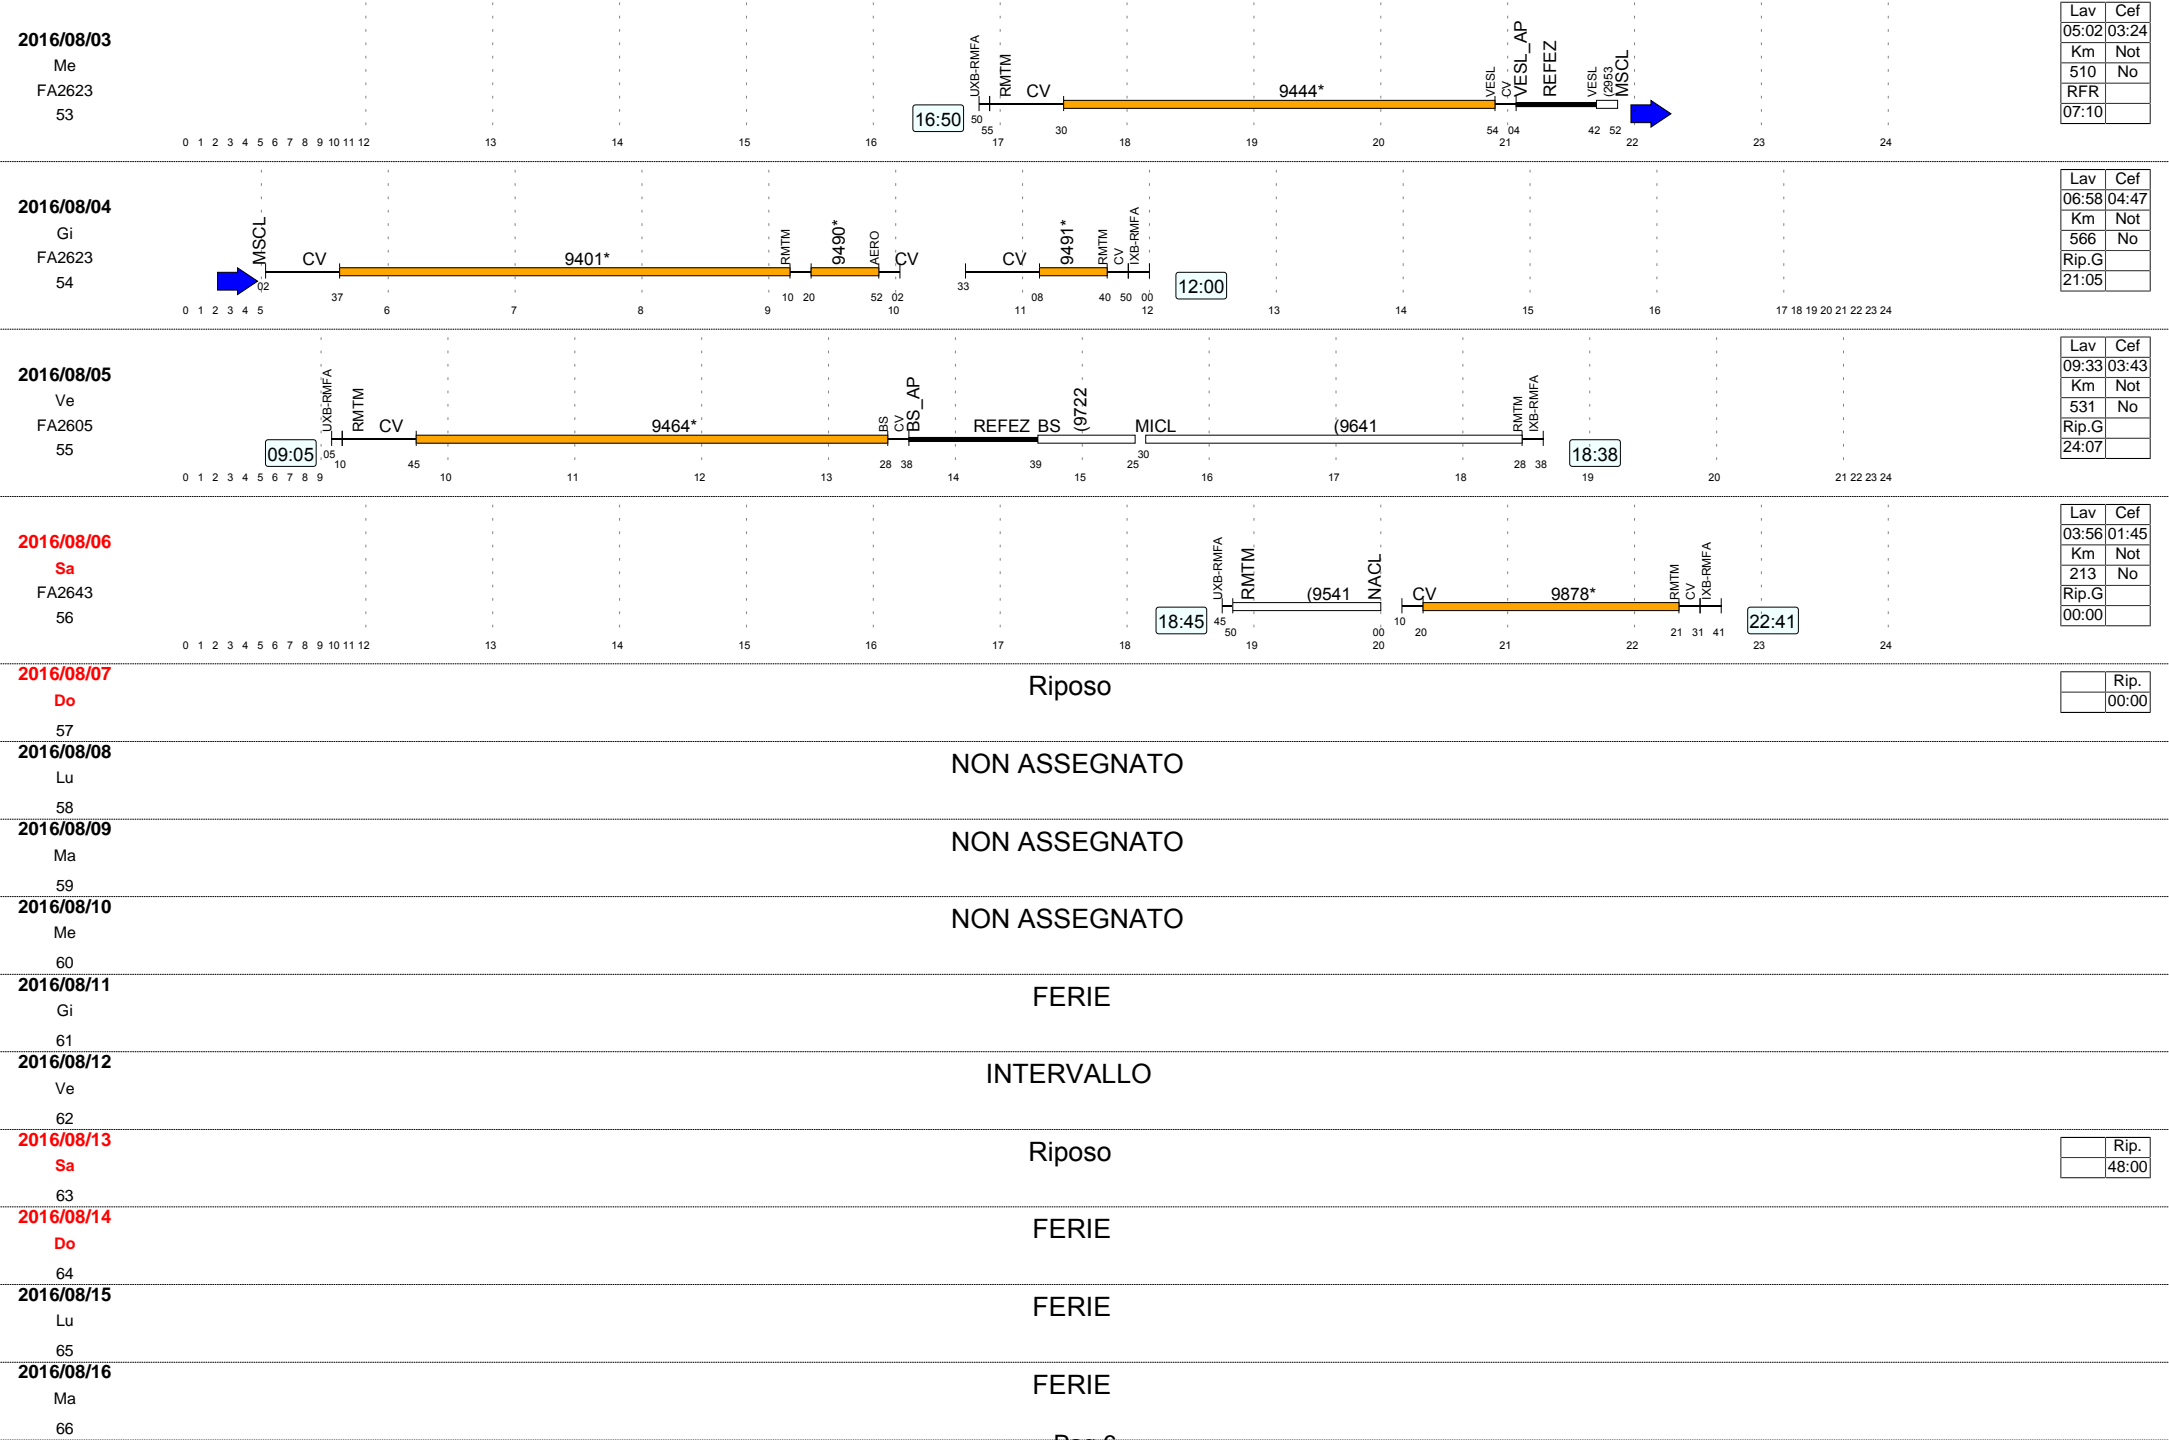 2016/08/03
Me
FA2623
53
16:50
UXB-RMFA
RMTM
CV
9444*
VESL
CV
VESL_AP
REFEZ
VESL
(2953
MSCL
50 55 30 54 04 42 52
0 1 2 3 4 5 6 7 8 9 10 11 12 13 14 15 16 17 18 19 20 21 22 23 24
Lav Cef
05:02 03:24
Km Not
510 No
RFR
07:10
2016/08/04
Gi
FA2623
54
MSCL
CV
9401*
RMTM
9490*
AERO
CV
CV
9491*
RMTM
CV
IXB-RMFA
12:00
02 37 10 20 52 02 33 08 40 50 00
0 1 2 3 4 5 6 7 8 9 10 11 12 13 14 15 16 17 18 19 20 21 22 23 24
Lav Cef
06:58 04:47
Km Not
566 No
Rip.G
21:05
2016/08/05
Ve
FA2605
55
09:05
UXB-RMFA
RMTM
CV
9464*
BS
CV
BS_AP
REFEZ
BS
(9722
MICL
(9641
RMTM
IXB-RMFA
18:38
05 10 45 28 38 39 25 30 28 38
0 1 2 3 4 5 6 7 8 9 10 11 12 13 14 15 16 17 18 19 20 21 22 23 24
Lav Cef
09:33 03:43
Km Not
531 No
Rip.G
24:07
2016/08/06
Sa
FA2643
56
18:45
UXB-RMFA
RMTM
(9541
NACL
CV
9878*
RMTM
CV
IXB-RMFA
22:41
45 50 00 10 20 21 31 41
0 1 2 3 4 5 6 7 8 9 10 11 12 13 14 15 16 17 18 19 20 21 22 23 24
Lav Cef
03:56 01:45
Km Not
213 No
Rip.G
00:00
2016/08/07
Do
57
Riposo
Rip.
00:00
2016/08/08
Lu
58
NON ASSEGNATO
2016/08/09
Ma
59
NON ASSEGNATO
2016/08/10
Me
60
NON ASSEGNATO
2016/08/11
Gi
61
FERIE
2016/08/12
Ve
62
INTERVALLO
2016/08/13
Sa
63
Riposo
Rip.
48:00
2016/08/14
Do
64
FERIE
2016/08/15
Lu
65
FERIE
2016/08/16
Ma
66
FERIE